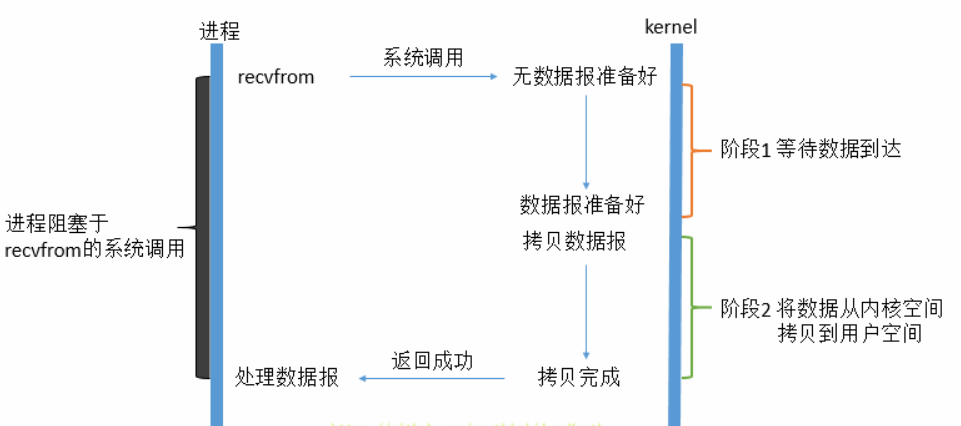 进程
kernel
系统调用
recvfrom
无数据报准备好
阶段1 等待数据到达
数据报准备好
进程阻塞于
recvfrom的系统调用
拷贝数据报
阶段2 将数据从内核空间
拷贝到用户空间
返回成功
处理数据报
拷贝完成